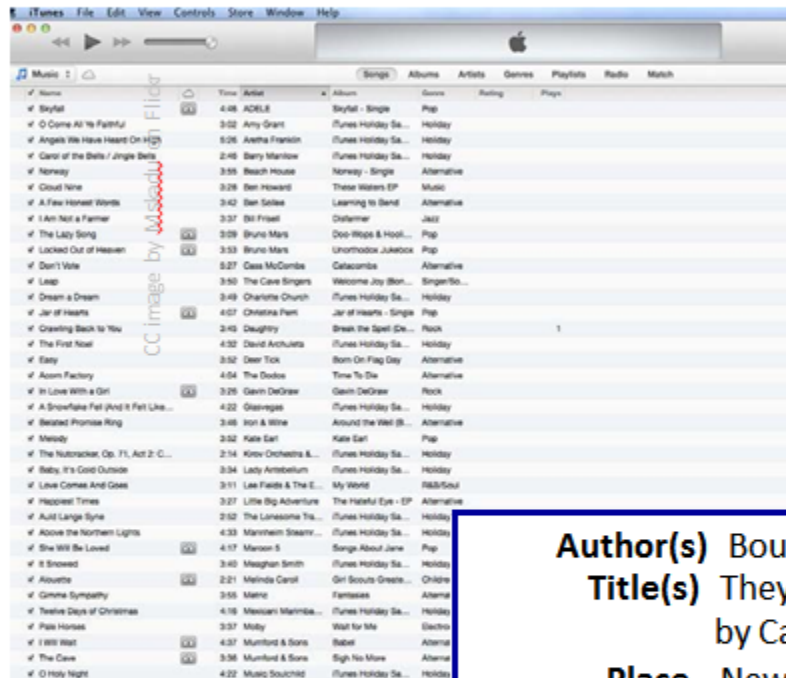 iTunes File Edit View Controls Store Window Help
Music Songs Albums Artists Genres Playlists Radio Match
Name Time Artist Album Genre Rating Plays
Skyfall 4:46 ADELE Skyfall - Single Pop
O Come All Ye Faithful 3:02 Amy Grant iTunes Holiday Sa... Holiday
Angels We Have Heard On High 5:26 Aretha Franklin iTunes Holiday Sa... Holiday
Carol of the Bells / Jingle Bells 2:46 Barry Manilow iTunes Holiday Sa... Holiday
Norway 3:55 Beach House Norway - Single Alternative
Cloud Nine 3:28 Ben Howard These Waters EP Music
A Few Honest Words 3:42 Ben Sollee Learning to Bend Alternative
I Am Not a Farmer 3:37 Bill Frisell Disfarmer Jazz
The Lazy Song 3:09 Bruno Mars Doo-Wops & Hooli... Pop
Locked Out of Heaven 3:53 Bruno Mars Unorthodox Jukebox Pop
Don't Vote 5:27 Cass McCombs Catacombs Alternative
Leap 3:50 The Cave Singers Welcome Joy (Bon... Singer/So...
Dream a Dream 3:49 Charlotte Church iTunes Holiday Sa... Holiday
Jar of Hearts 4:07 Christina Perri Jar of Hearts - Single Pop
Crawling Back to You 3:45 Daughtry Break the Spell (De... Rock 1
The First Noel 4:32 David Archuleta iTunes Holiday Sa... Holiday
Easy 3:52 Deer Tick Born On Flag Day Alternative
Acorn Factory 4:04 The Dodos Time To Die Alternative
In Love With a Girl 3:26 Gavin DeGraw Gavin DeGraw Rock
A Snowflake Fell (And It Felt Like... 4:22 Glasvegas iTunes Holiday Sa... Holiday
Belated Promise Ring 3:46 Iron & Wine Around the Well (B... Alternative
Melody 3:52 Kate Earl Kate Earl Pop
The Nutcracker, Op. 71, Act 2: C... 2:14 Kirov Orchestra &... iTunes Holiday Sa... Holiday
Baby, It's Cold Outside 3:34 Lady Antebellum iTunes Holiday Sa... Holiday
Love Comes And Goes 3:11 Lee Fields & The E... My World R&B/Soul
Happiest Times 3:27 Little Big Adventure The Hateful Eye - EP Alternative
Auld Lange Syne 2:52 The Lonesome Tra... iTunes Holiday Sa... Holiday
Above the Northern Lights 4:33 Mannheim Steamr... iTunes Holiday Sa... Holiday
She Will Be Loved 4:17 Maroon 5 Songs About Jane Pop
It Snowed 3:40 Meaghan Smith iTunes Holiday Sa... Holiday
Alouette 2:21 Melinda Caroll Girl Scouts Greate... Childre
Gimme Sympathy 3:55 Metric Fantasies Alterna
Twelve Days of Christmas 4:16 Mexicani Marimba... iTunes Holiday Sa... Holiday
Pale Horses 3:37 Moby Wait for Me Electro
I Will Wait 4:37 Mumford & Sons Babel Alterna
The Cave 3:38 Mumford & Sons Sigh No More Alterna
O Holy Night 4:22 Musiq Soulchild iTunes Holiday Sa... Holiday
CC image by Mskadu on Flickr
Author(s) Bou
Title(s) They
by Ca
Place New